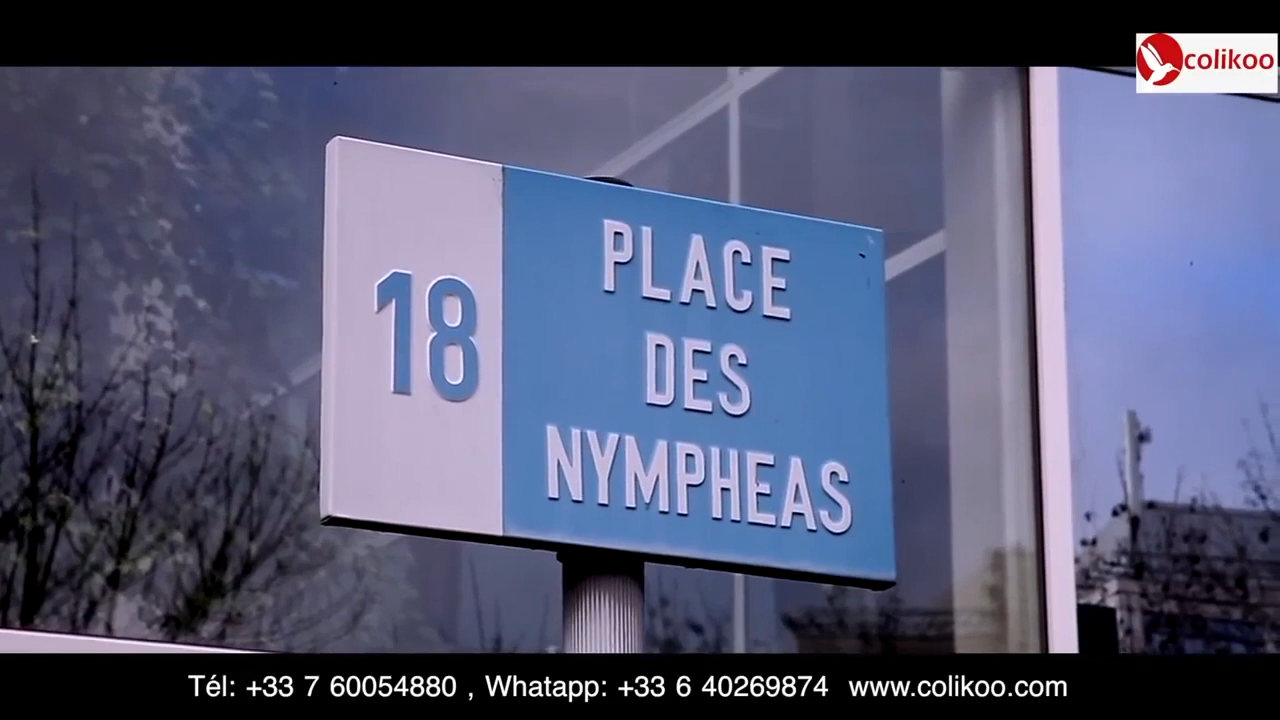 colikoo
18
PLACE
DES
NYMPHEAS
Tél: +33 7 60054880 , Whatapp: +33 6 40269874 www.colikoo.com